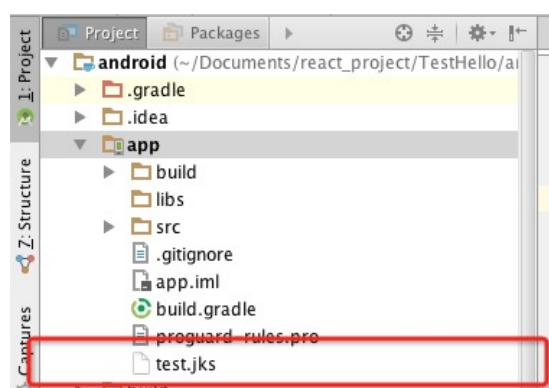 Project Packages
1: Project
android (~/Documents/react_project/TestHello/a
.gradle
.idea
app
build
libs
src
.gitignore
app.iml
build.gradle
proguard-rules.pro
test.jks
Z: Structure
Captures